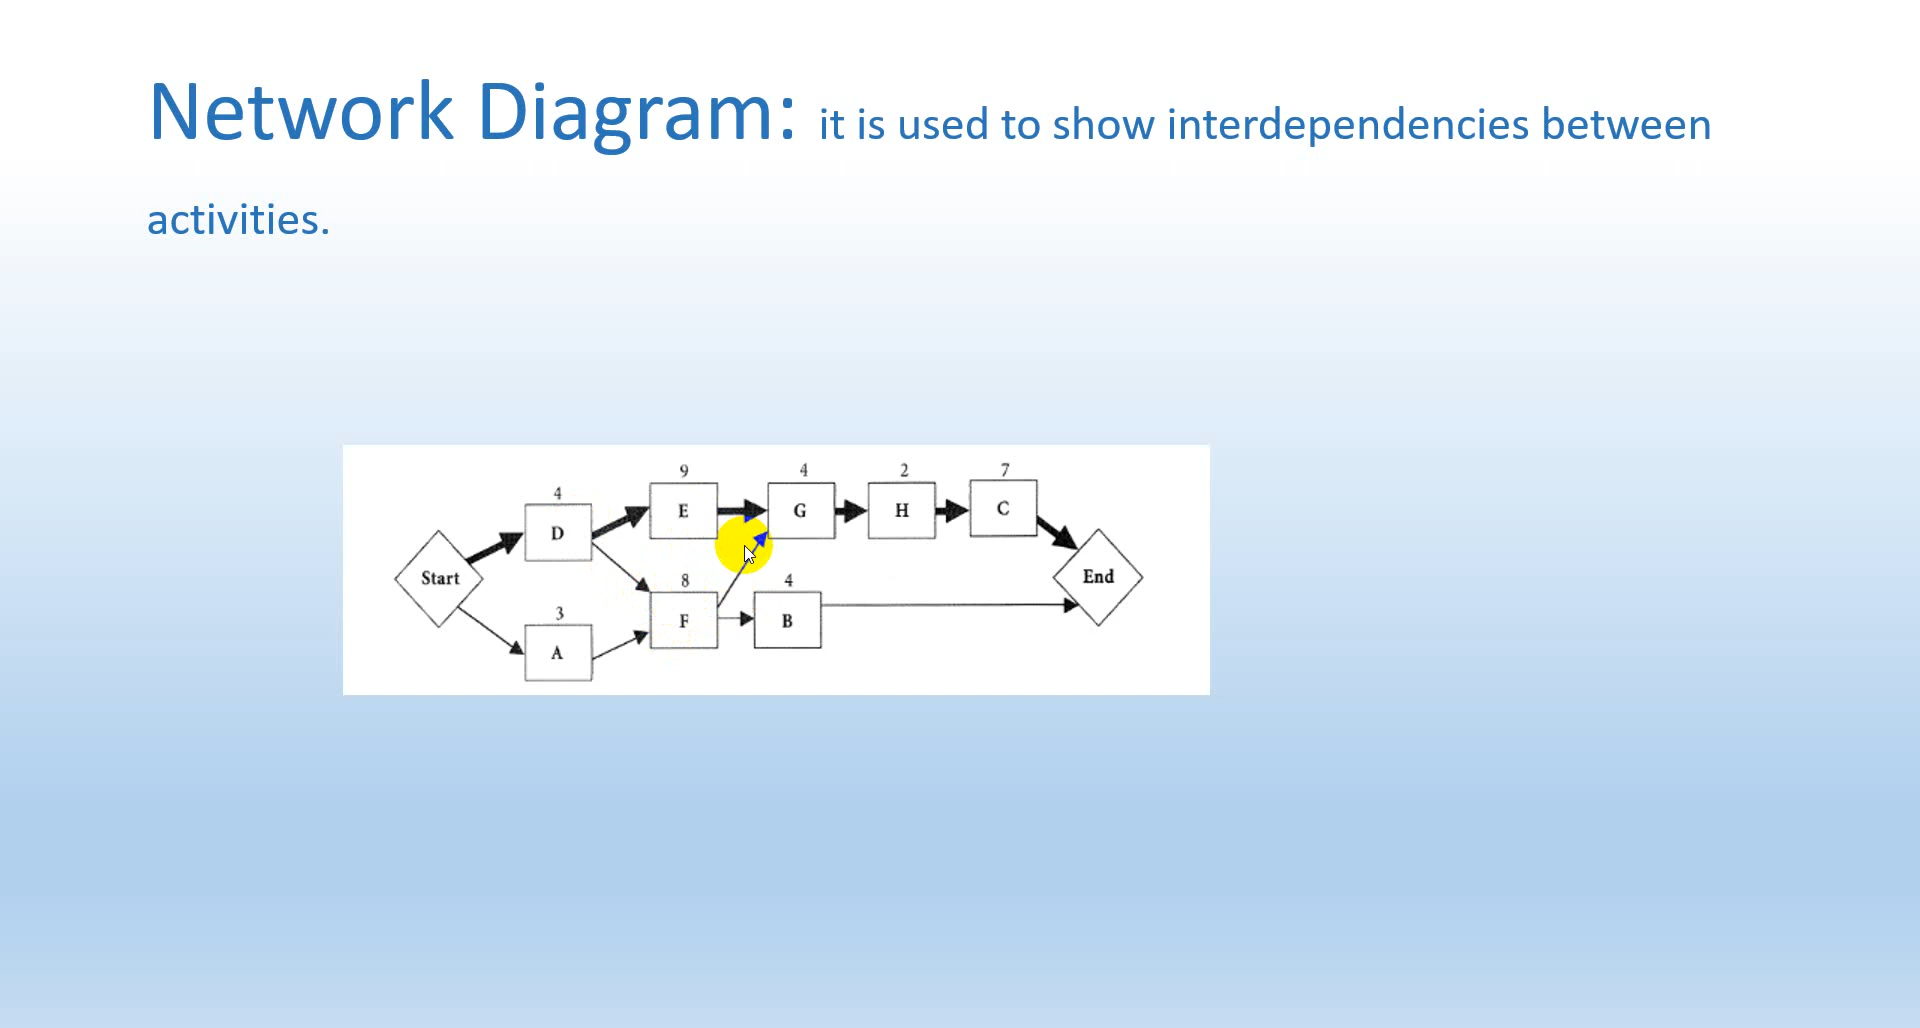 Network Diagram: it is used to show interdependencies between
activities.
9 4 2 7
4
E G H C
D
Start End
8 4
3
F B
A